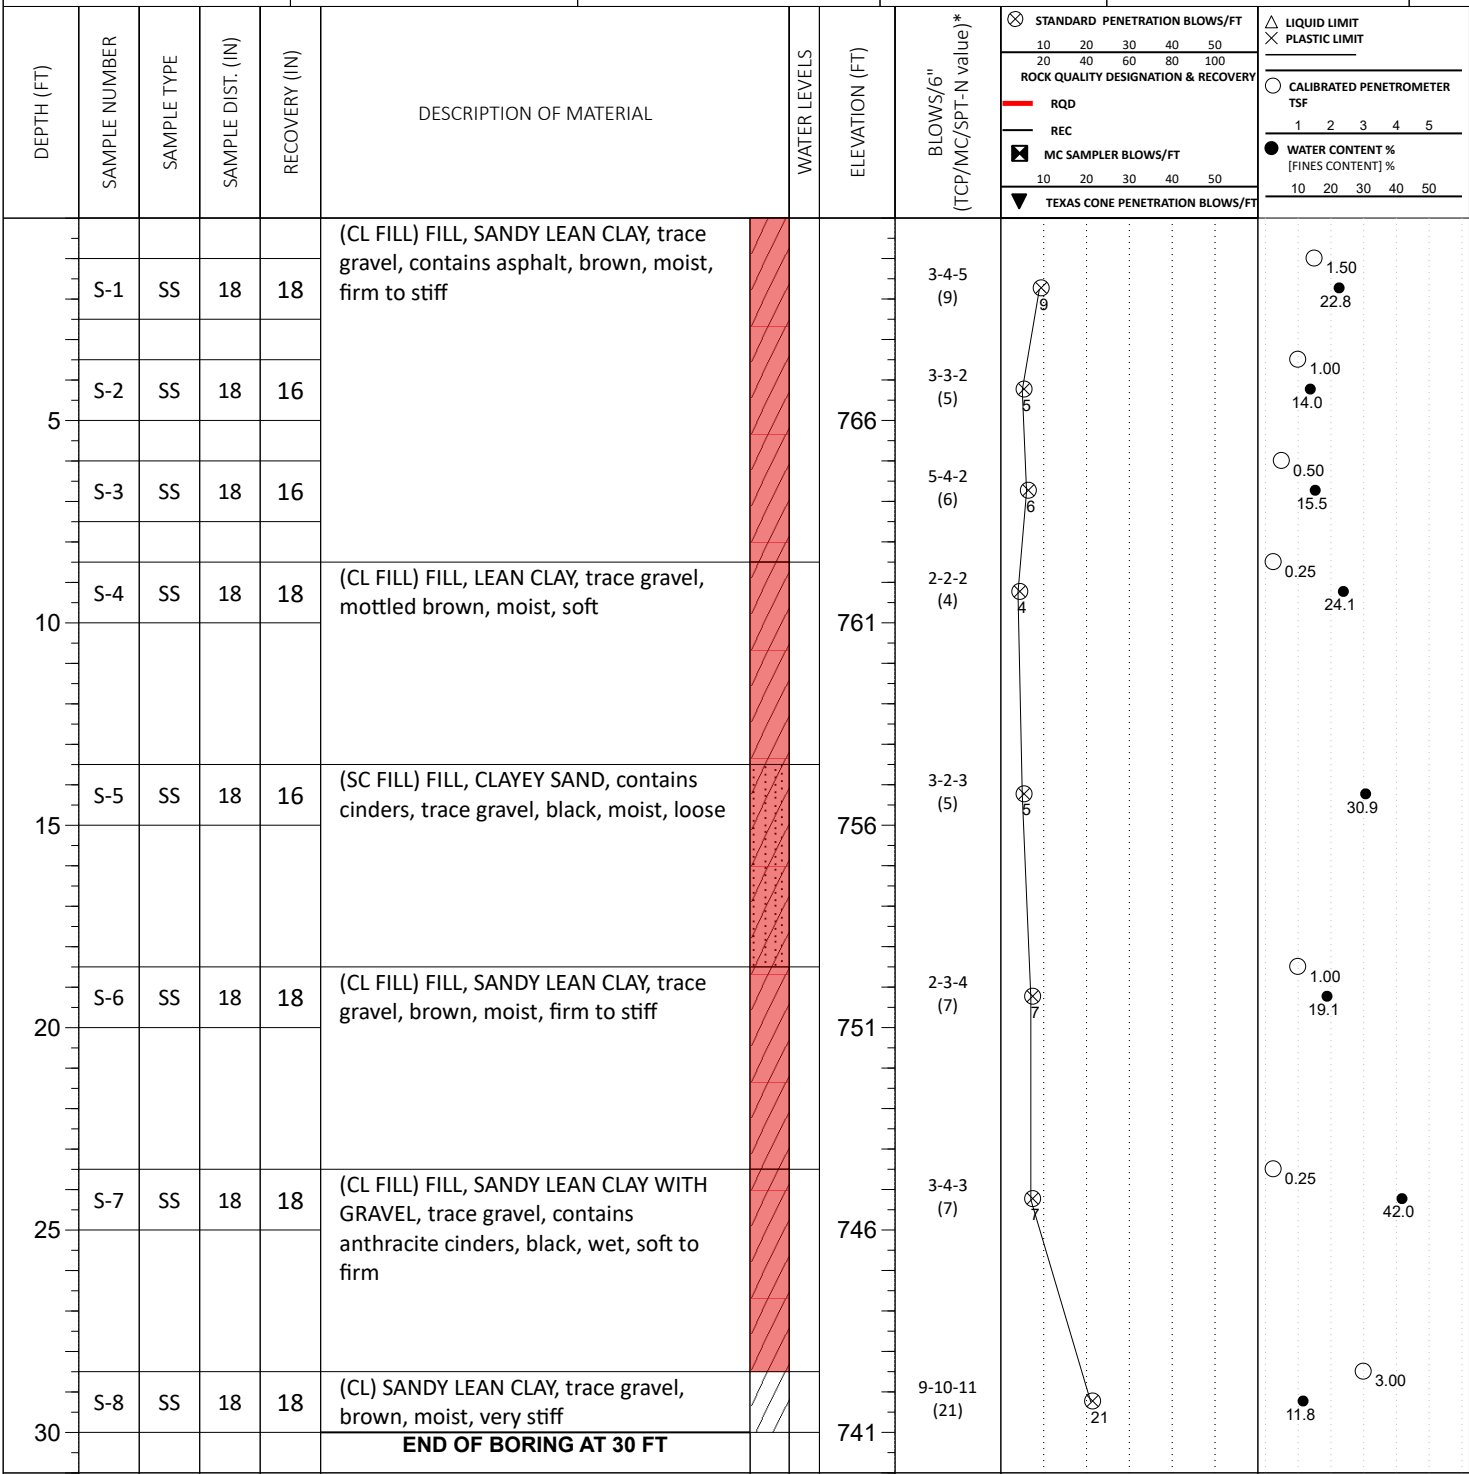 DEPTH (FT)
SAMPLE NUMBER
SAMPLE TYPE
SAMPLE DIST. (IN)
RECOVERY (IN)
DESCRIPTION OF MATERIAL
WATER LEVELS
ELEVATION (FT)
BLOWS/6"
(TCP/MC/SPT-N value)*
STANDARD PENETRATION BLOWS/FT
10 20 30 40 50
20 40 60 80 100
ROCK QUALITY DESIGNATION & RECOVERY
RQD
REC
MC SAMPLER BLOWS/FT
10 20 30 40 50
TEXAS CONE PENETRATION BLOWS/FT
LIQUID LIMIT
PLASTIC LIMIT
CALIBRATED PENETROMETER
TSF
1 2 3 4 5
WATER CONTENT %
[FINES CONTENT] %
10 20 30 40 50
(CL FILL) FILL, SANDY LEAN CLAY, trace
gravel, contains asphalt, brown, moist,
firm to stiff
S-1 SS 18 18
3-4-5
(9)
9
1.50
22.8
S-2 SS 18 16
3-3-2
(5)
5
1.00
14.0
5
766
S-3 SS 18 16
5-4-2
(6)
6
0.50
15.5
(CL FILL) FILL, LEAN CLAY, trace gravel,
mottled brown, moist, soft
S-4 SS 18 18
2-2-2
(4)
4
0.25
24.1
10
761
(SC FILL) FILL, CLAYEY SAND, contains
cinders, trace gravel, black, moist, loose
S-5 SS 18 16
3-2-3
(5)
5
30.9
15
756
(CL FILL) FILL, SANDY LEAN CLAY, trace
gravel, brown, moist, firm to stiff
S-6 SS 18 18
2-3-4
(7)
7
1.00
19.1
20
751
(CL FILL) FILL, SANDY LEAN CLAY WITH
GRAVEL, trace gravel, contains
anthracite cinders, black, wet, soft to
firm
S-7 SS 18 18
3-4-3
(7)
7
0.25
42.0
25
746
(CL) SANDY LEAN CLAY, trace gravel,
brown, moist, very stiff
S-8 SS 18 18
9-10-11
(21)
21
3.00
11.8
30
741
END OF BORING AT 30 FT